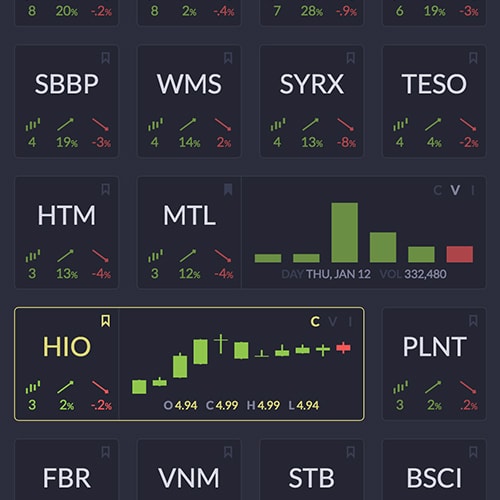 8 20% -.2% 8 2% -.4% 7 28% -.9% 6 19% -3%
SBBP WMS SYRX TESO
4 19% -3% 4 14% 2% 4 13% -8% 4 4% -2%
HTM MTL C V I
3 13% -4% 3 12% -4% DAY THU, JAN 12 VOL 332,480
HIO C V I PLNT
3 2% -.2% O 4.94 C 4.99 H 4.99 L 4.94 3 2% .2%
FBR VNM STB BSCI